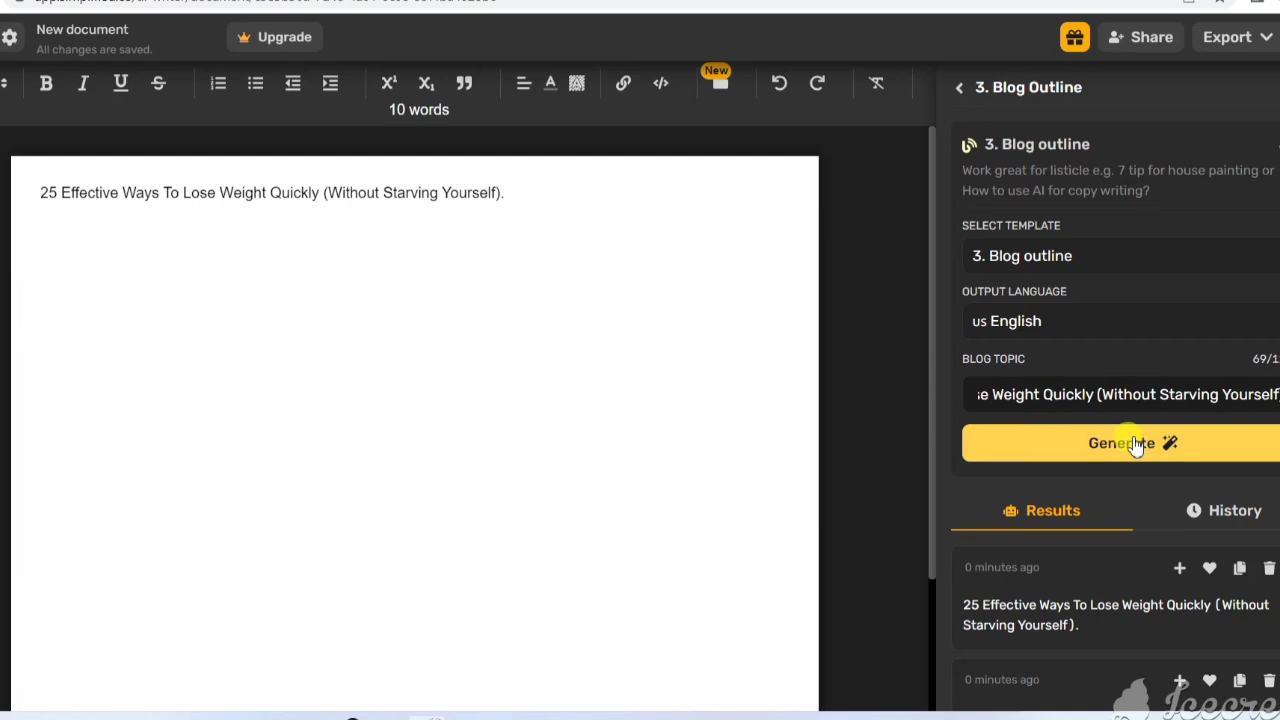 New document
All changes are saved.
Upgrade
Share
Export
New
10 words
25 Effective Ways To Lose Weight Quickly (Without Starving Yourself).
3. Blog Outline
3. Blog outline
Work great for listicle e.g. 7 tip for house painting or
How to use AI for copy writing?
SELECT TEMPLATE
3. Blog outline
OUTPUT LANGUAGE
us English
BLOG TOPIC
69/1
Weight Quickly (Without Starving Yourself)
Generate
Results
History
0 minutes ago
25 Effective Ways To Lose Weight Quickly (Without
Starving Yourself).
0 minutes ago
Icecre